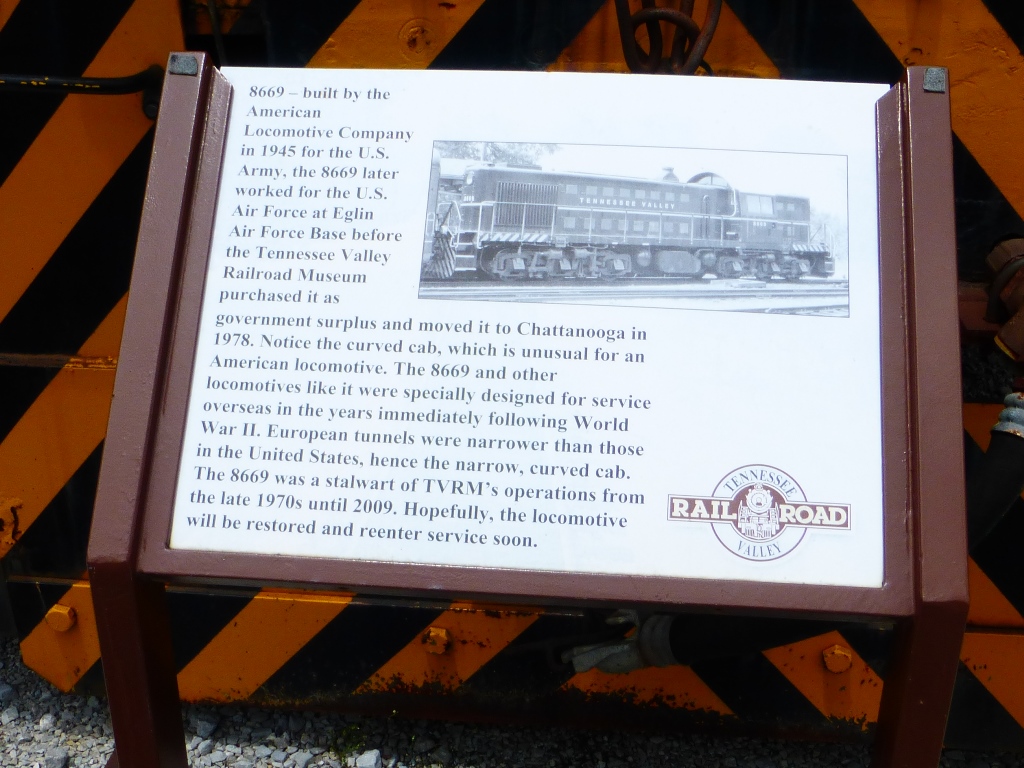 8669 – built by the
American
Locomotive Company
in 1945 for the U.S.
Army, the 8669 later
worked for the U.S.
Air Force at Eglin
Air Force Base before
the Tennessee Valley
Railroad Museum
purchased it as
government surplus and moved it to Chattanooga in
1978. Notice the curved cab, which is unusual for an
American locomotive. The 8669 and other
locomotives like it were specially designed for service
overseas in the years immediately following World
War II. European tunnels were narrower than those
in the United States, hence the narrow, curved cab.
The 8669 was a stalwart of TVRM's operations from
the late 1970s until 2009. Hopefully, the locomotive
will be restored and reenter service soon.
TENNESSEE VALLEY
TENNESSEE
RAILROAD
VALLEY